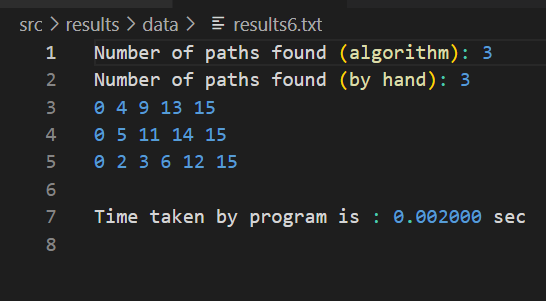 src > results > data > results6.txt
1 Number of paths found (algorithm): 3
2 Number of paths found (by hand): 3
3 0 4 9 13 15
4 0 5 11 14 15
5 0 2 3 6 12 15
6
7 Time taken by program is : 0.002000 sec
8